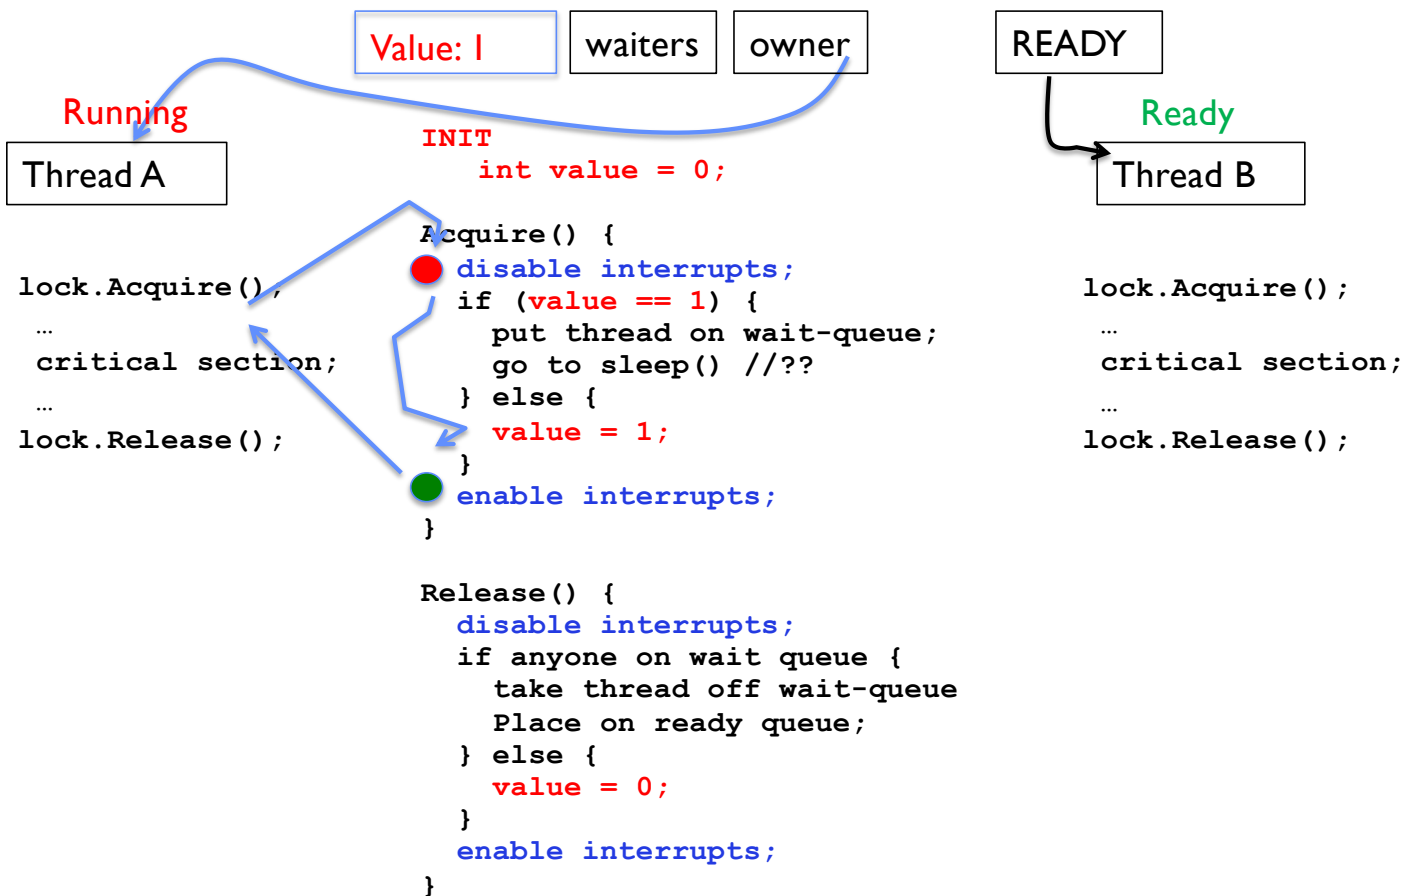 Value: 1
waiters
owner
READY
Running
Ready
Thread A
Thread B
INIT
int value = 0;
Acquire() {
disable interrupts;
if (value == 1) {
put thread on wait-queue;
go to sleep() //??
} else {
value = 1;
}
enable interrupts;
}
Release() {
disable interrupts;
if anyone on wait queue {
take thread off wait-queue
Place on ready queue;
} else {
value = 0;
}
enable interrupts;
}
lock.Acquire();
…
critical section;
…
lock.Release();
lock.Acquire();
…
critical section;
…
lock.Release();